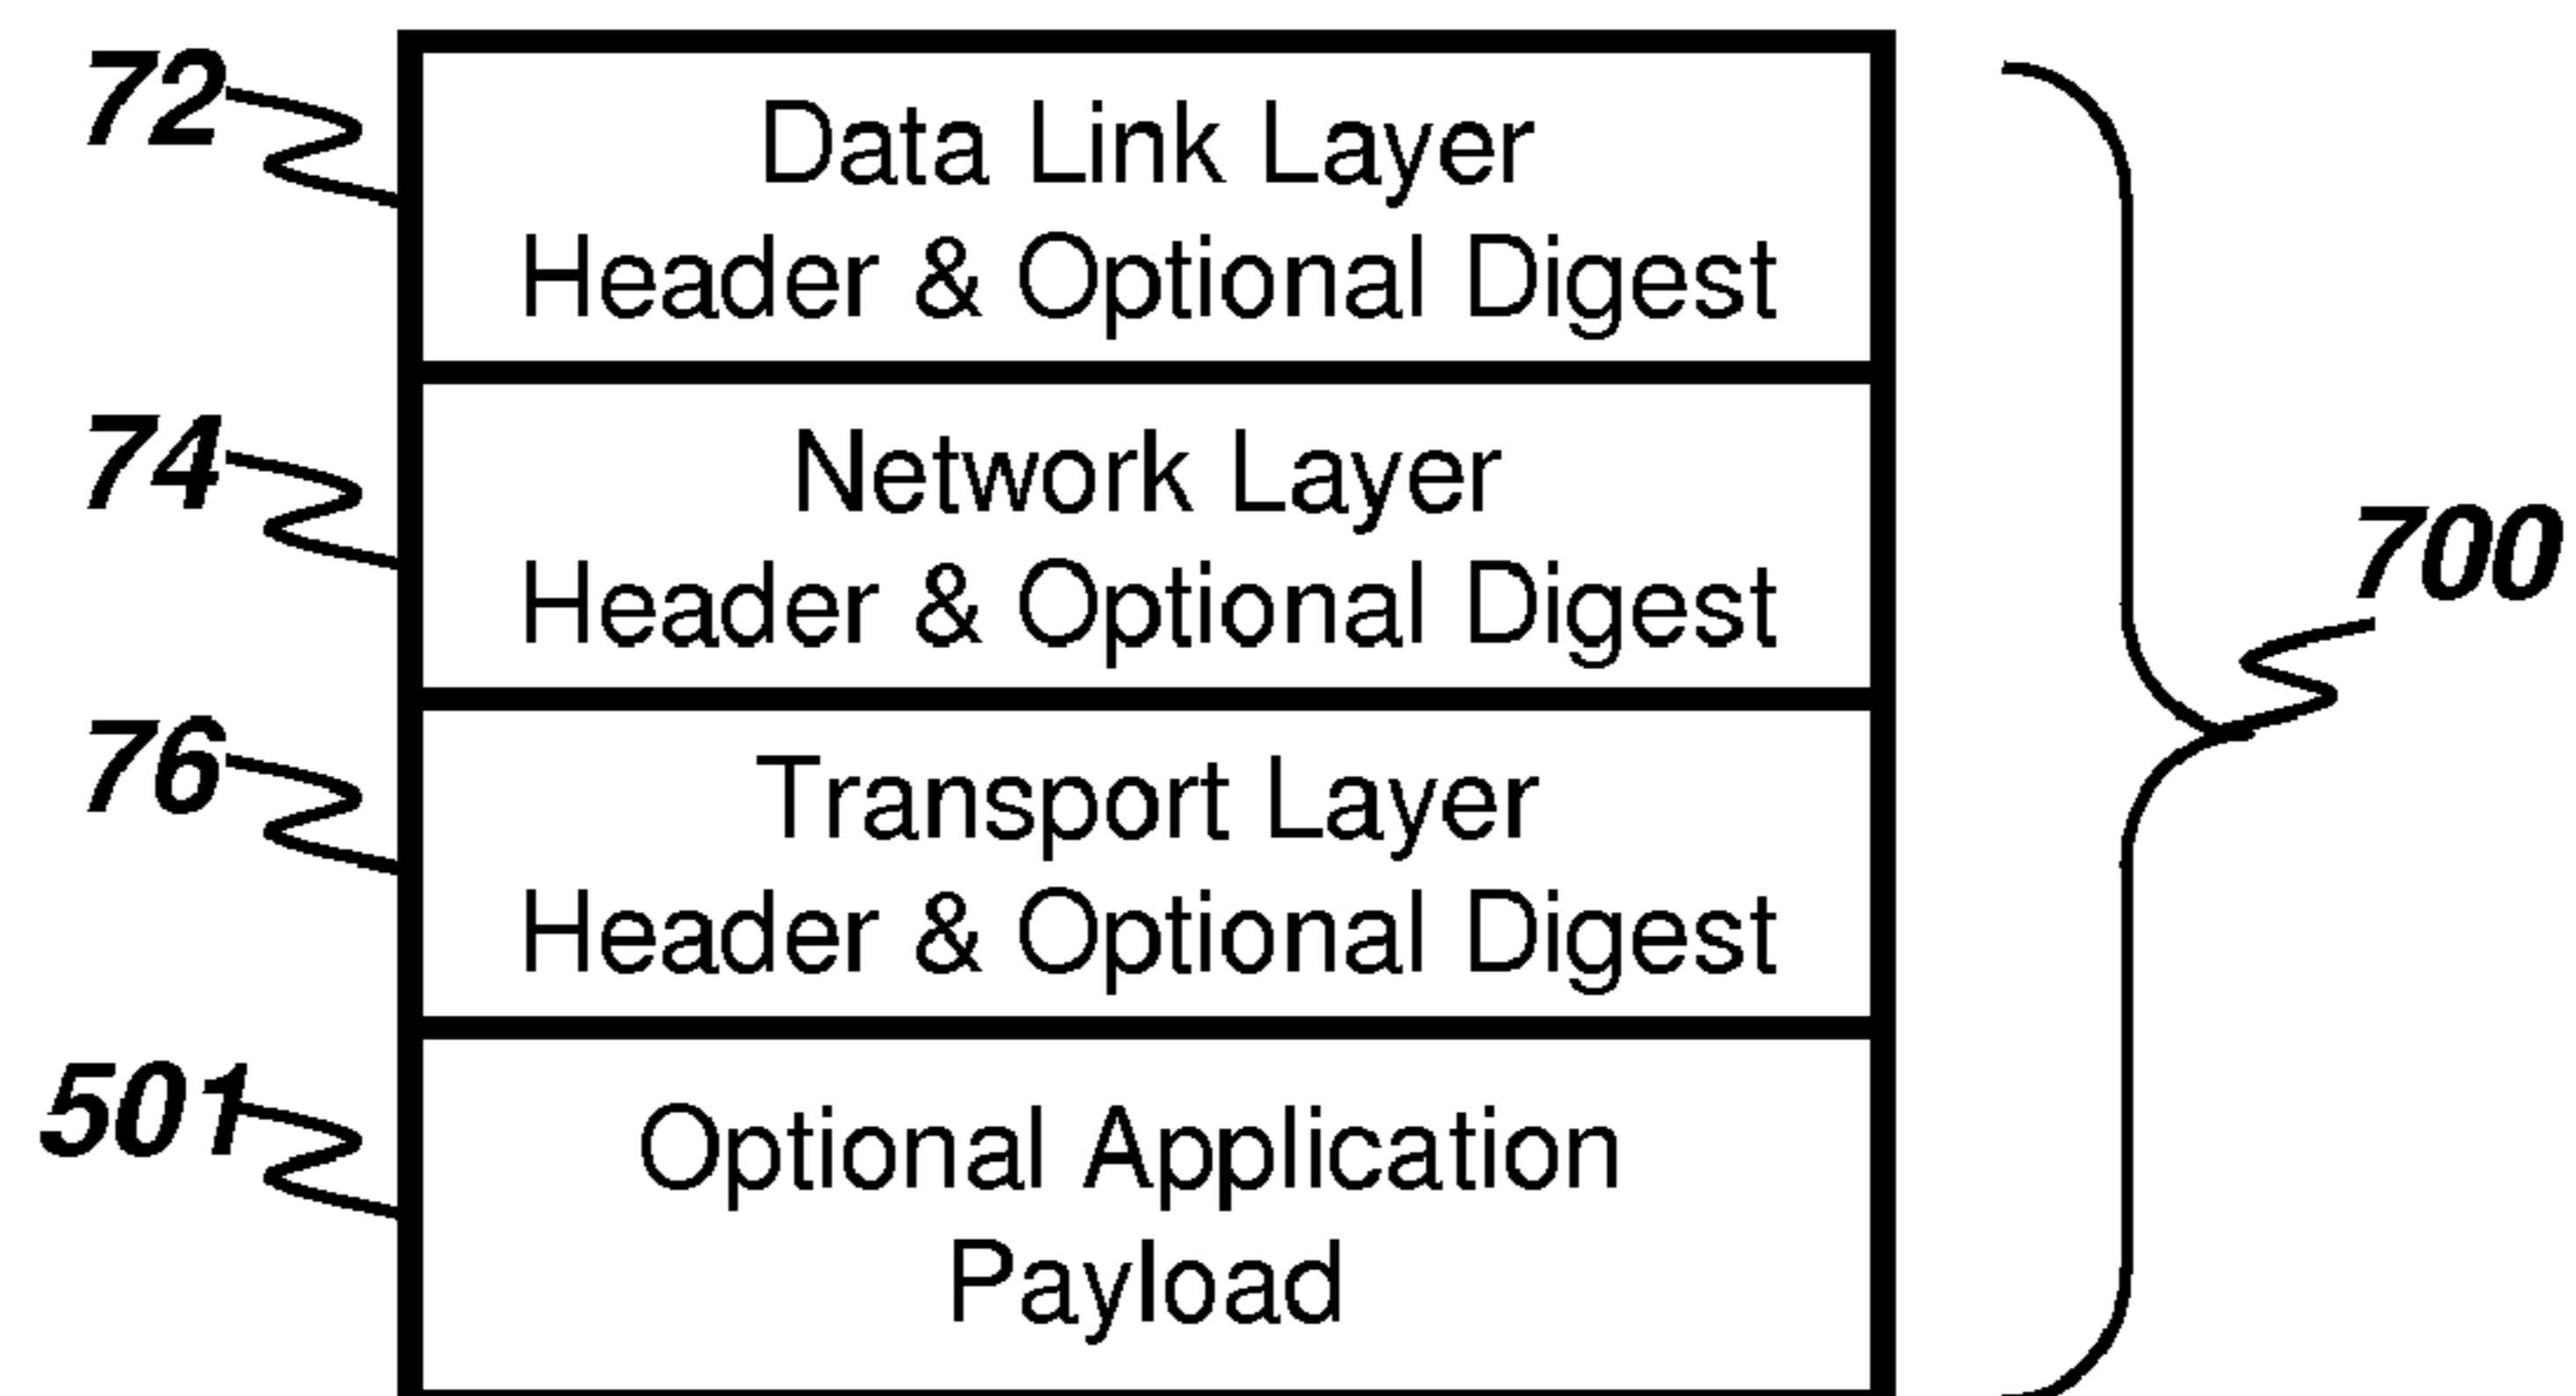 72
Data Link Layer
Header & Optional Digest
74
Network Layer
Header & Optional Digest
700
76
Transport Layer
Header & Optional Digest
501
Optional Application
Payload